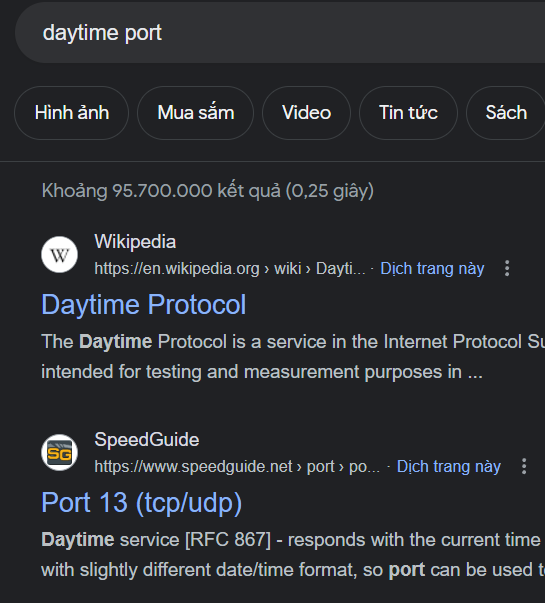 daytime port
Hình ảnh Mua sắm Video Tin tức Sách
Khoảng 95.700.000 kết quả (0,25 giây)
W Wikipedia
https://en.wikipedia.org › wiki › Dayti... · Dịch trang này
Daytime Protocol
The Daytime Protocol is a service in the Internet Protocol Su
intended for testing and measurement purposes in ...
SG SpeedGuide
https://www.speedguide.net › port › po... · Dịch trang này
Port 13 (tcp/udp)
Daytime service [RFC 867] - responds with the current time
with slightly different date/time format, so port can be used t